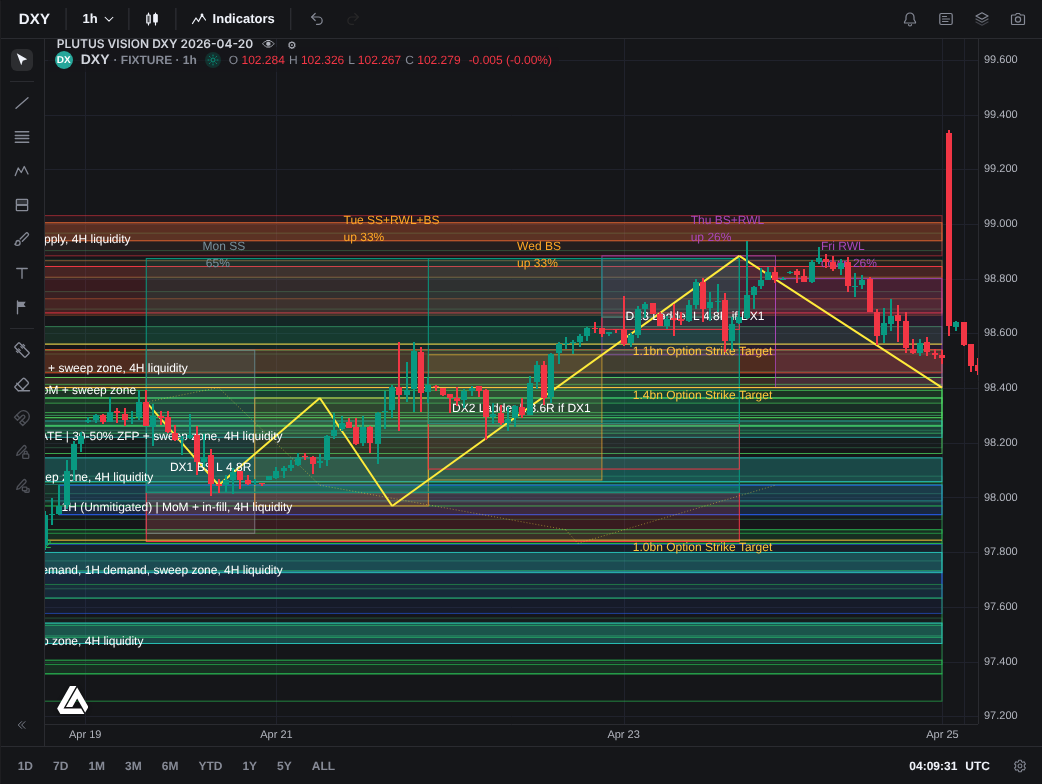 DXY 1h Indicators
PLUTUS VISION DXY 2026-04-20
DX DXY · FIXTURE · 1h O 102.284 H 102.326 L 102.267 C 102.279 -0.005 (-0.00%)
99.600
99.400
99.200
99.000
98.800
98.600
98.400
98.200
98.000
97.800
97.600
97.400
97.200
Tue SS+RWL+BS
up 33%
Thu BS+RWL
up 26%
pply, 4H liquidity
Mon SS
65%
Wed BS
up 33%
Fri RWL
26%
L 4.8R if DX1
1.1bn Option Strike Target
+ sweep zone, 4H liquidity
oM + sweep zone
1.4bn Option Strike Target
DX2 Ladder 3.6R if DX1
ATE | 30-50% ZFP + sweep zone, 4H liquidity
DX1 BS L 4.8R
ep zone, 4H liquidity
1H (Unmitigated) | MoM + in-fill, 4H liquidity
1.0bn Option Strike Target
emand, 1H demand, sweep zone, 4H liquidity
p zone, 4H liquidity
Apr 19 Apr 21 Apr 23 Apr 25
1D 7D 1M 3M 6M YTD 1Y 5Y ALL 04:09:31 UTC